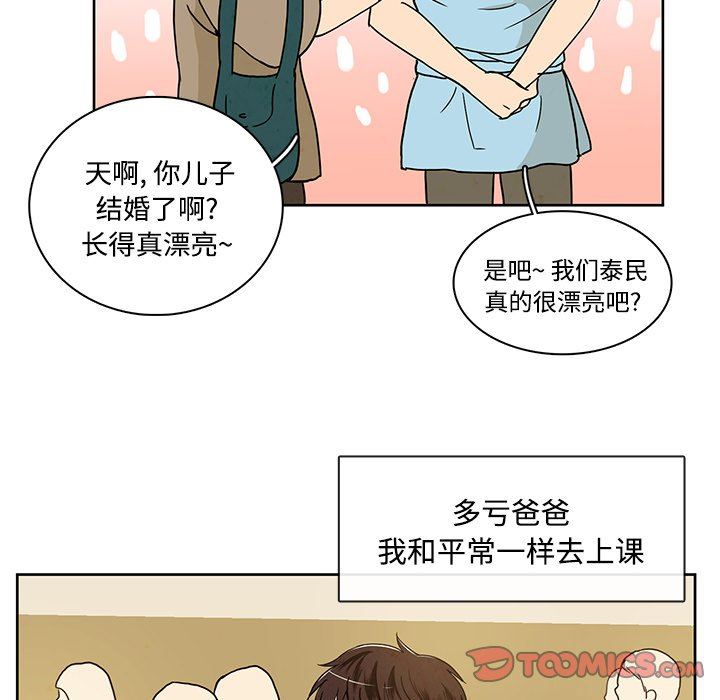 天啊, 你儿子
结婚了啊?
长得真漂亮~
是吧~ 我们泰民
真的很漂亮吧?
多亏爸爸
我和平常一样去上课
TOOMICS.COM